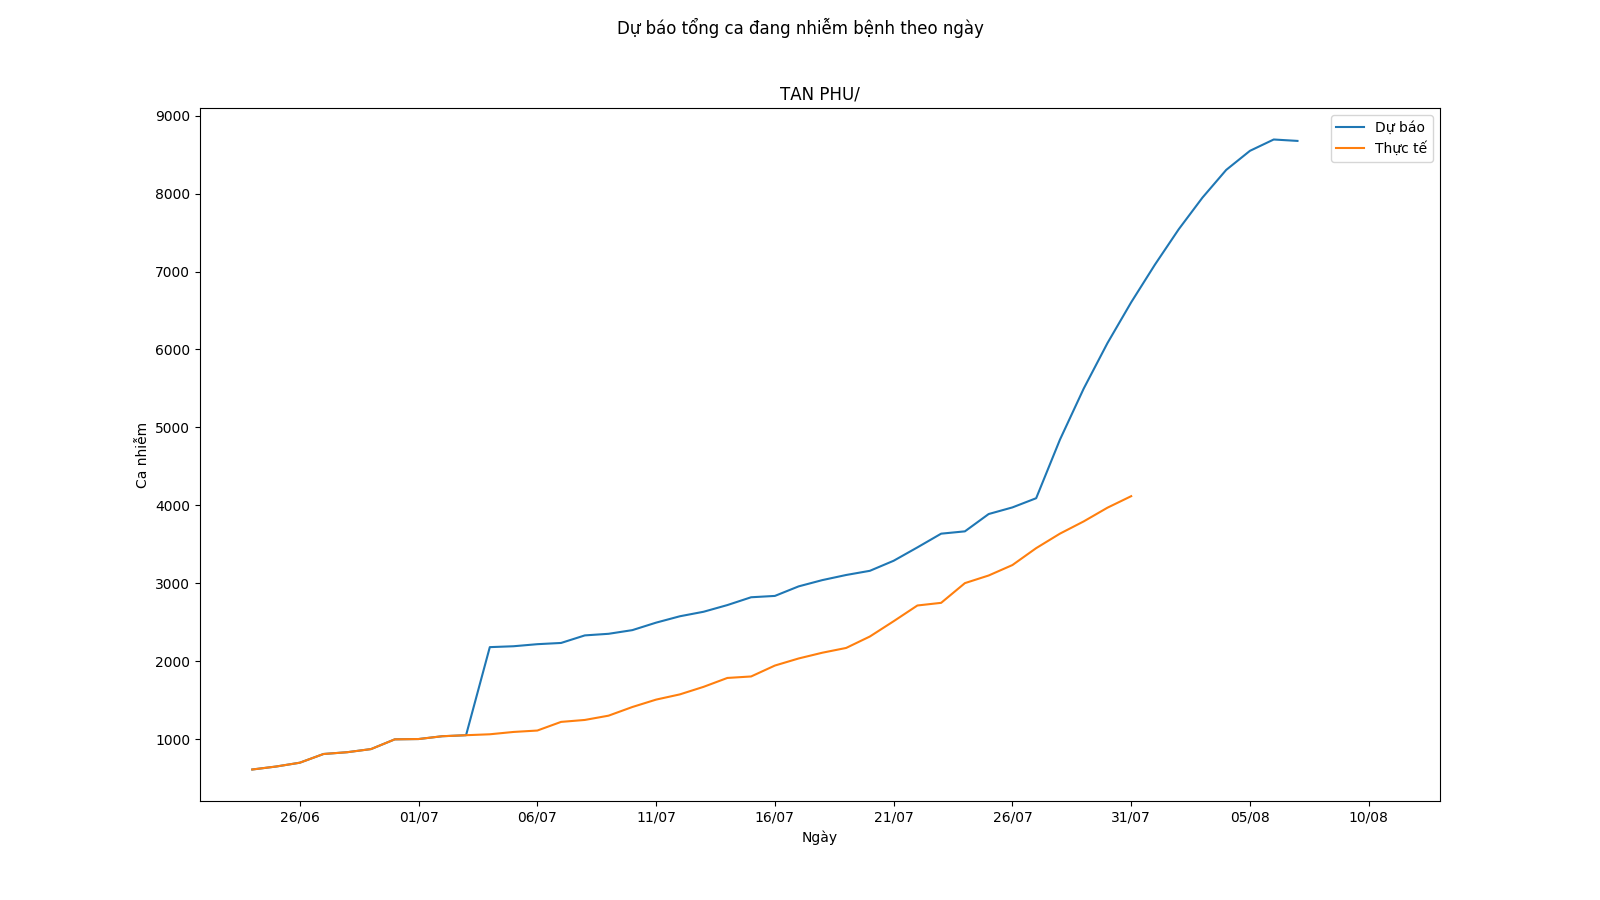 Dự báo tổng ca đang nhiễm bệnh theo ngày
TAN PHU/
9000
8000
7000
6000
5000
4000
3000
2000
1000
Ca nhiễm
Dự báo
Thực tế
26/06 01/07 06/07 11/07 16/07 21/07 26/07 31/07 05/08 10/08
Ngày